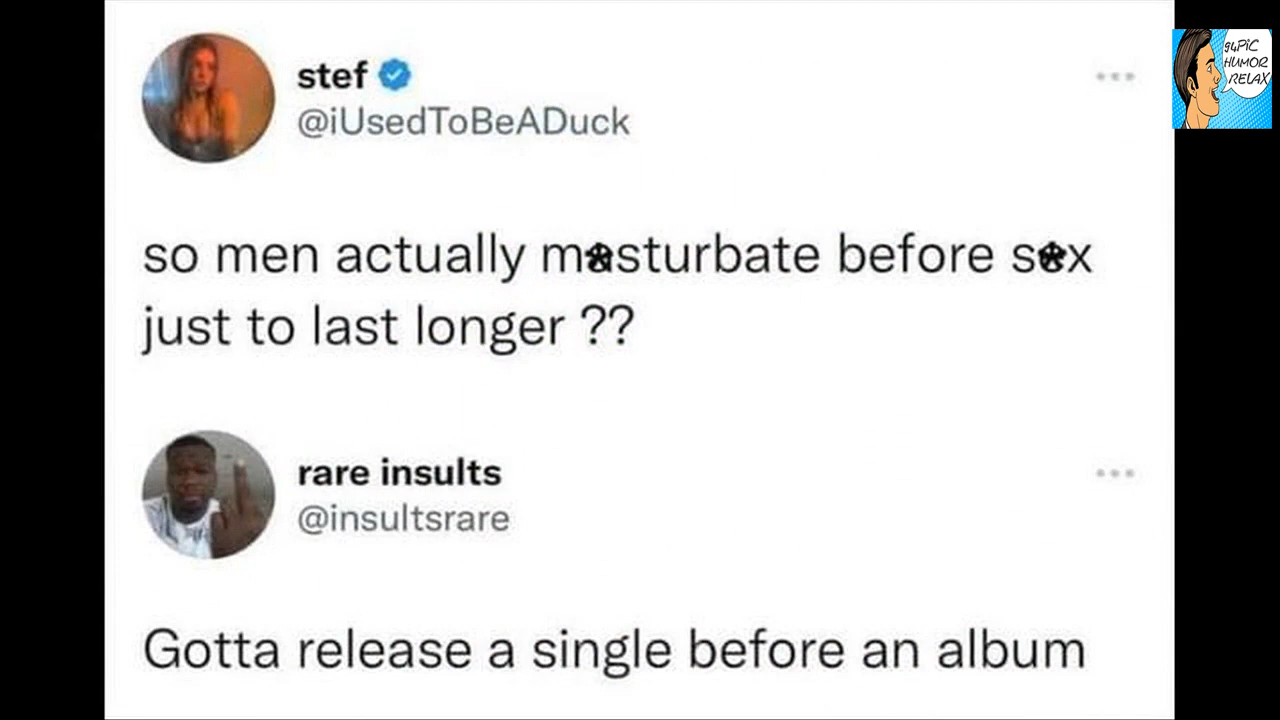 stef
@iUsedToBeADuck
so men actually m*sturbate before s*x
just to last longer ??
rare insults
@insultsrare
Gotta release a single before an album
94PiC
HUMOR
RELAX